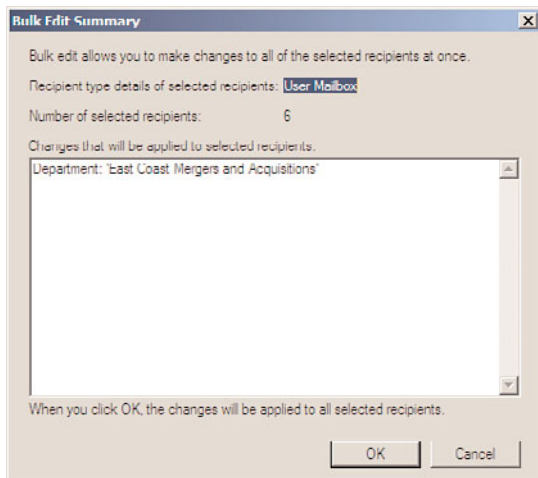 Bulk Edit Summary
Bulk edit allows you to make changes to all of the selected recipients at once.
Recipient type details of selected recipients: User Mailbox
Number of selected recipients: 6
Changes that will be applied to selected recipients.
Department: 'East Coast Mergers and Acquisitions'
When you click OK, the changes will be applied to all selected recipients.
OK Cancel